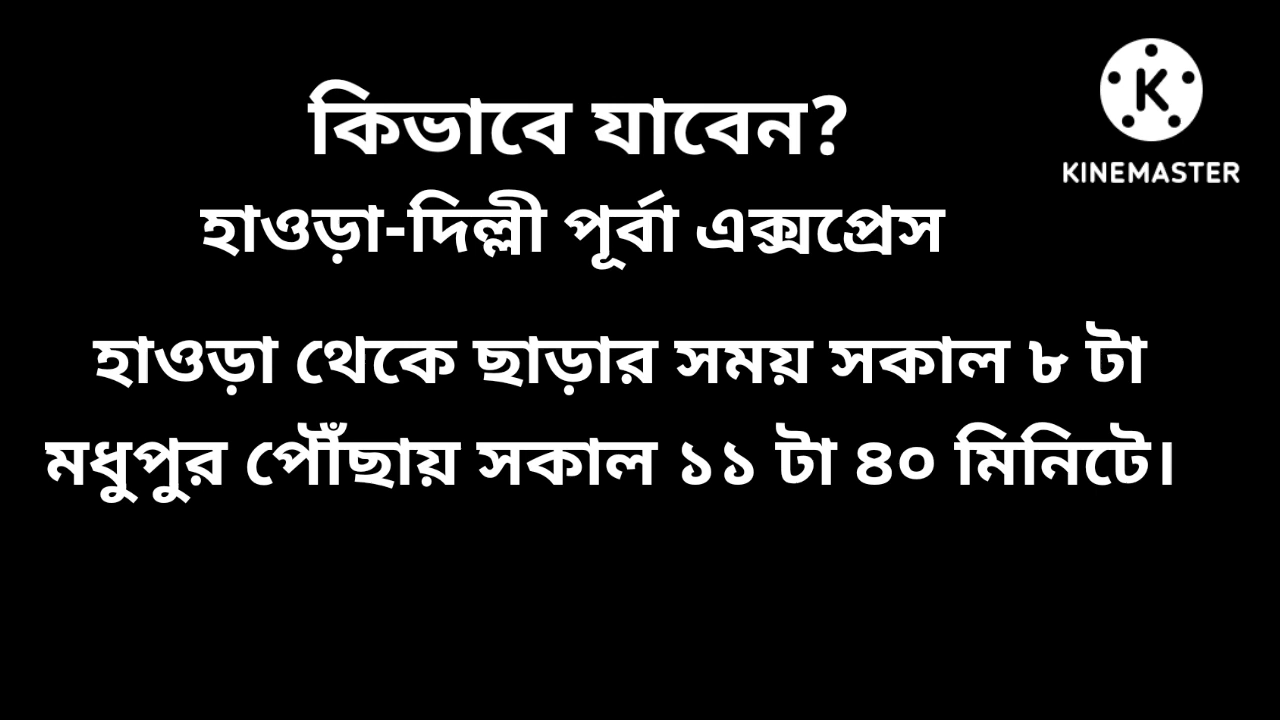 কিভাবে যাবেন?
হাওড়া-দিল্লী পূর্বা এক্সপ্রেস
হাওড়া থেকে ছাড়ার সময় সকাল ৮ টা
মধুপুর পৌঁছায় সকাল ১১ টা ৪০ মিনিটে।
K
KINEMASTER